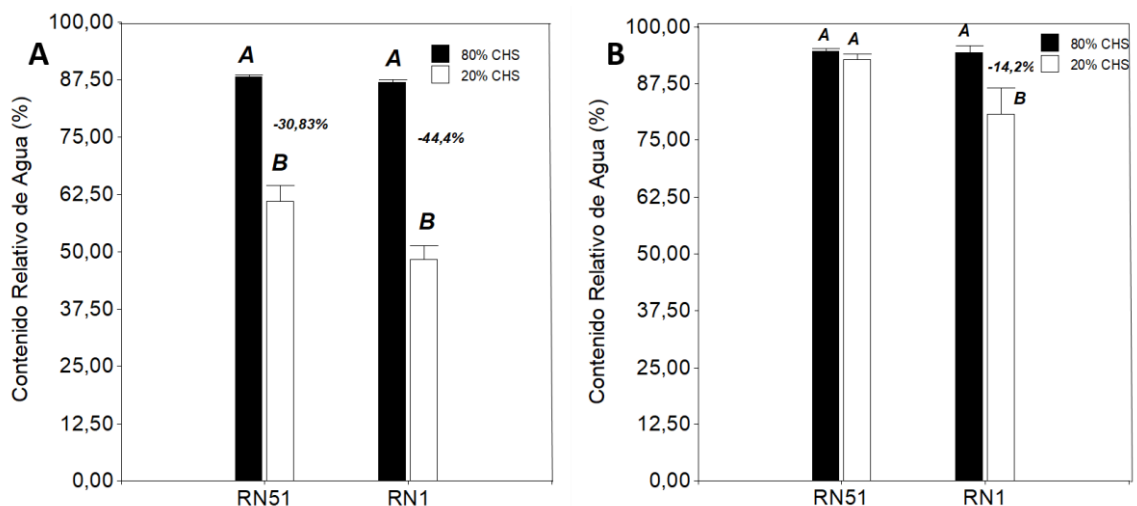 A
Contenido Relativo de Agua (%)
100,00
87,50
75,00
62,50
50,00
37,50
25,00
12,50
0,00
A
A
80% CHS
20% CHS
-30,83%
-44,4%
B
B
RN51
RN1
B
Contenido Relativo de Agua (%)
100,00
87,50
75,00
62,50
50,00
37,50
25,00
12,50
0,00
A
A
A
80% CHS
20% CHS
-14,2%
B
RN51
RN1